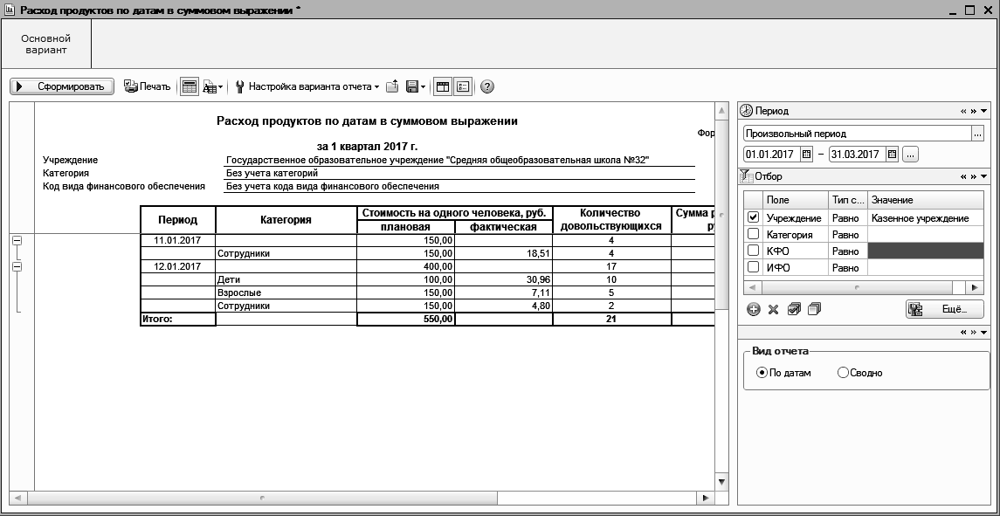 Расход продуктов по датам в суммовом выражении *
Основной
вариант
Сформировать Печать Настройка варианта отчета
Расход продуктов по датам в суммовом выражении
Фор
за 1 квартал 2017 г.
Учреждение Государственное образовательное учреждение "Средняя общеобразовательная школа №32"
Категория Без учета категорий
Код вида финансового обеспечения Без учета кода вида финансового обеспечения
Период Категория Стоимость на одного человека, руб. Количество довольствующихся Сумма р
плановая фактическая
11.01.2017 150,00 4
Сотрудники 150,00 18,51 4
12.01.2017 400,00 17
Дети 100,00 30,96 10
Взрослые 150,00 7,11 5
Сотрудники 150,00 4,80 2
Итого: 550,00 21
Период
Произвольный период ...
01.01.2017 – 31.03.2017 ...
Отбор
Поле Тип с... Значение
Учреждение Равно Казенное учреждение
Категория Равно
КФО Равно
ИФО Равно
Ещё...
Вид отчета
По датам Сводно